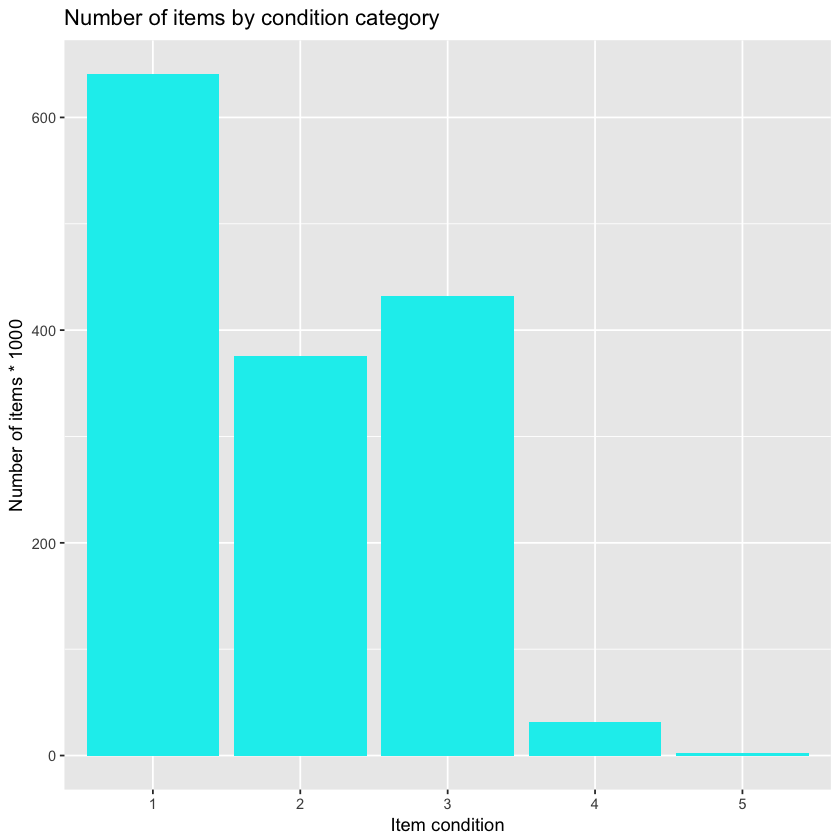 Number of items by condition category
Number of items * 1000
600
400
200
0
1 2 3 4 5
Item condition